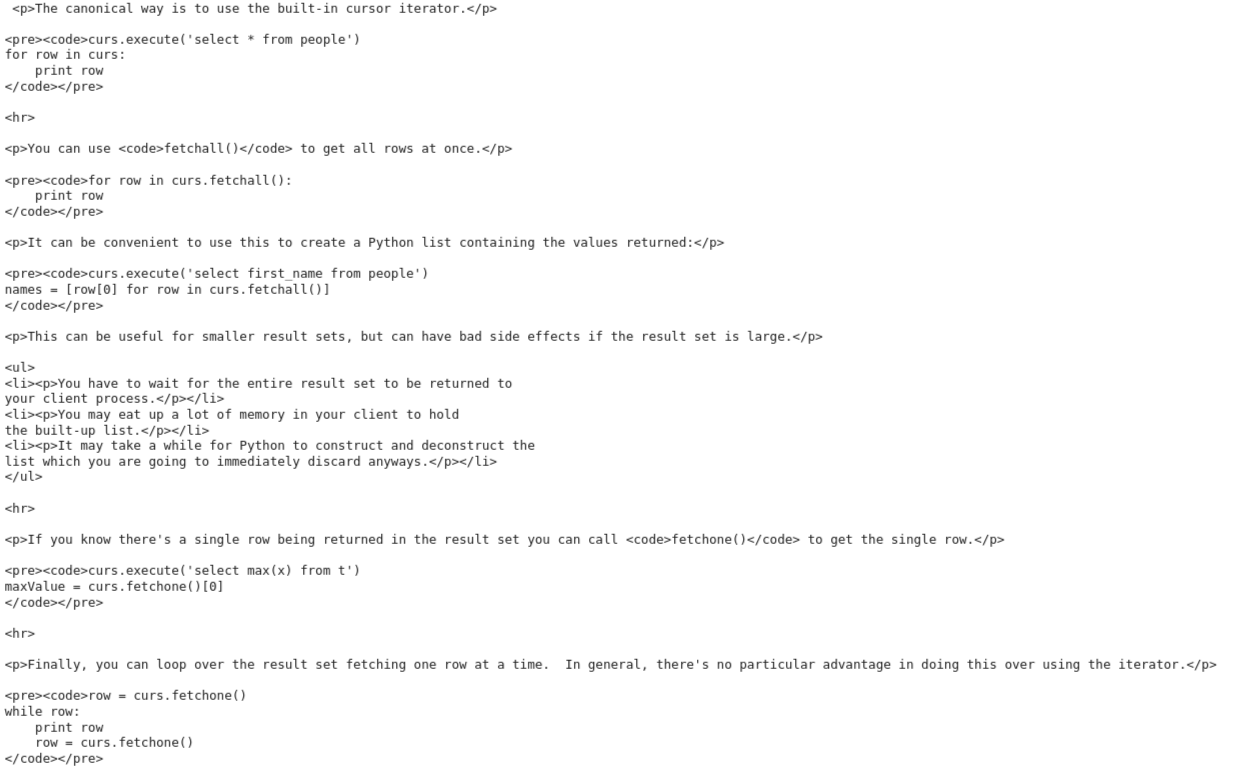 <p>The canonical way is to use the built-in cursor iterator.</p>
<pre><code>curs.execute('select * from people')
for row in curs:
    print row
</code></pre>
<hr>
<p>You can use <code>fetchall()</code> to get all rows at once.</p>
<pre><code>for row in curs.fetchall():
    print row
</code></pre>
<p>It can be convenient to use this to create a Python list containing the values returned:</p>
<pre><code>curs.execute('select first_name from people')
names = [row[0] for row in curs.fetchall()]
</code></pre>
<p>This can be useful for smaller result sets, but can have bad side effects if the result set is large.</p>
<ul>
<li><p>You have to wait for the entire result set to be returned to
your client process.</p></li>
<li><p>You may eat up a lot of memory in your client to hold
the built-up list.</p></li>
<li><p>It may take a while for Python to construct and deconstruct the
list which you are going to immediately discard anyways.</p></li>
</ul>
<hr>
<p>If you know there's a single row being returned in the result set you can call <code>fetchone()</code> to get the single row.</p>
<pre><code>curs.execute('select max(x) from t')
maxValue = curs.fetchone()[0]
</code></pre>
<hr>
<p>Finally, you can loop over the result set fetching one row at a time.  In general, there's no particular advantage in doing this over using the iterator.</p>
<pre><code>row = curs.fetchone()
while row:
    print row
    row = curs.fetchone()
</code></pre>